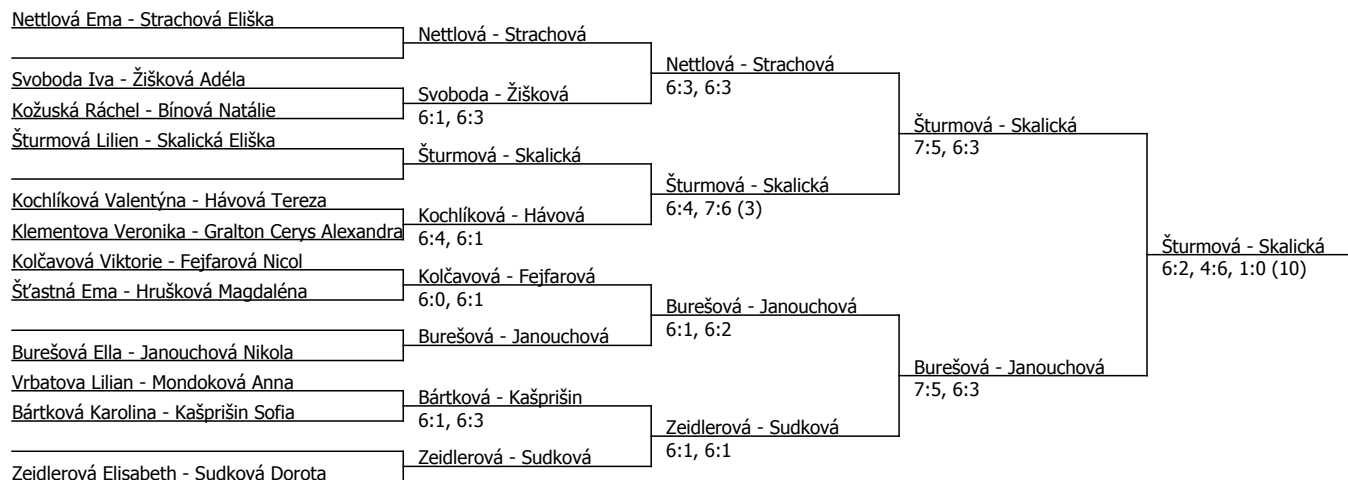 Nettlová Ema - Strachová Eliška
Svoboda Iva - Žišková Adéla
Kožuská Ráchel - Bínová Natálie
Šturmová Lilien - Skalická Eliška
Kochlíková Valentýna - Hávová Tereza
Klementova Veronika - Gralton Cerys Alexandra
Kolčavová Viktorie - Fejfarová Nicol
Šťastná Ema - Hrušková Magdaléna
Burešová Ella - Janouchová Nikola
Vrbatova Lilian - Mondoková Anna
Bártková Karolina - Kašprišin Sofia
Zeidlerová Elisabeth - Sudková Dorota
Nettlová - Strachová
Svoboda - Žišková
6:1, 6:3
Šturmová - Skalická
Kochlíková - Hávová
6:4, 6:1
Kolčavová - Fejfarová
6:0, 6:1
Burešová - Janouchová
Bártková - Kašprišin
6:1, 6:3
Zeidlerová - Sudková
Nettlová - Strachová
6:3, 6:3
Šturmová - Skalická
6:4, 7:6 (3)
Burešová - Janouchová
6:1, 6:2
Zeidlerová - Sudková
6:1, 6:1
Šturmová - Skalická
7:5, 6:3
Burešová - Janouchová
7:5, 6:3
Šturmová - Skalická
6:2, 4:6, 1:0 (10)